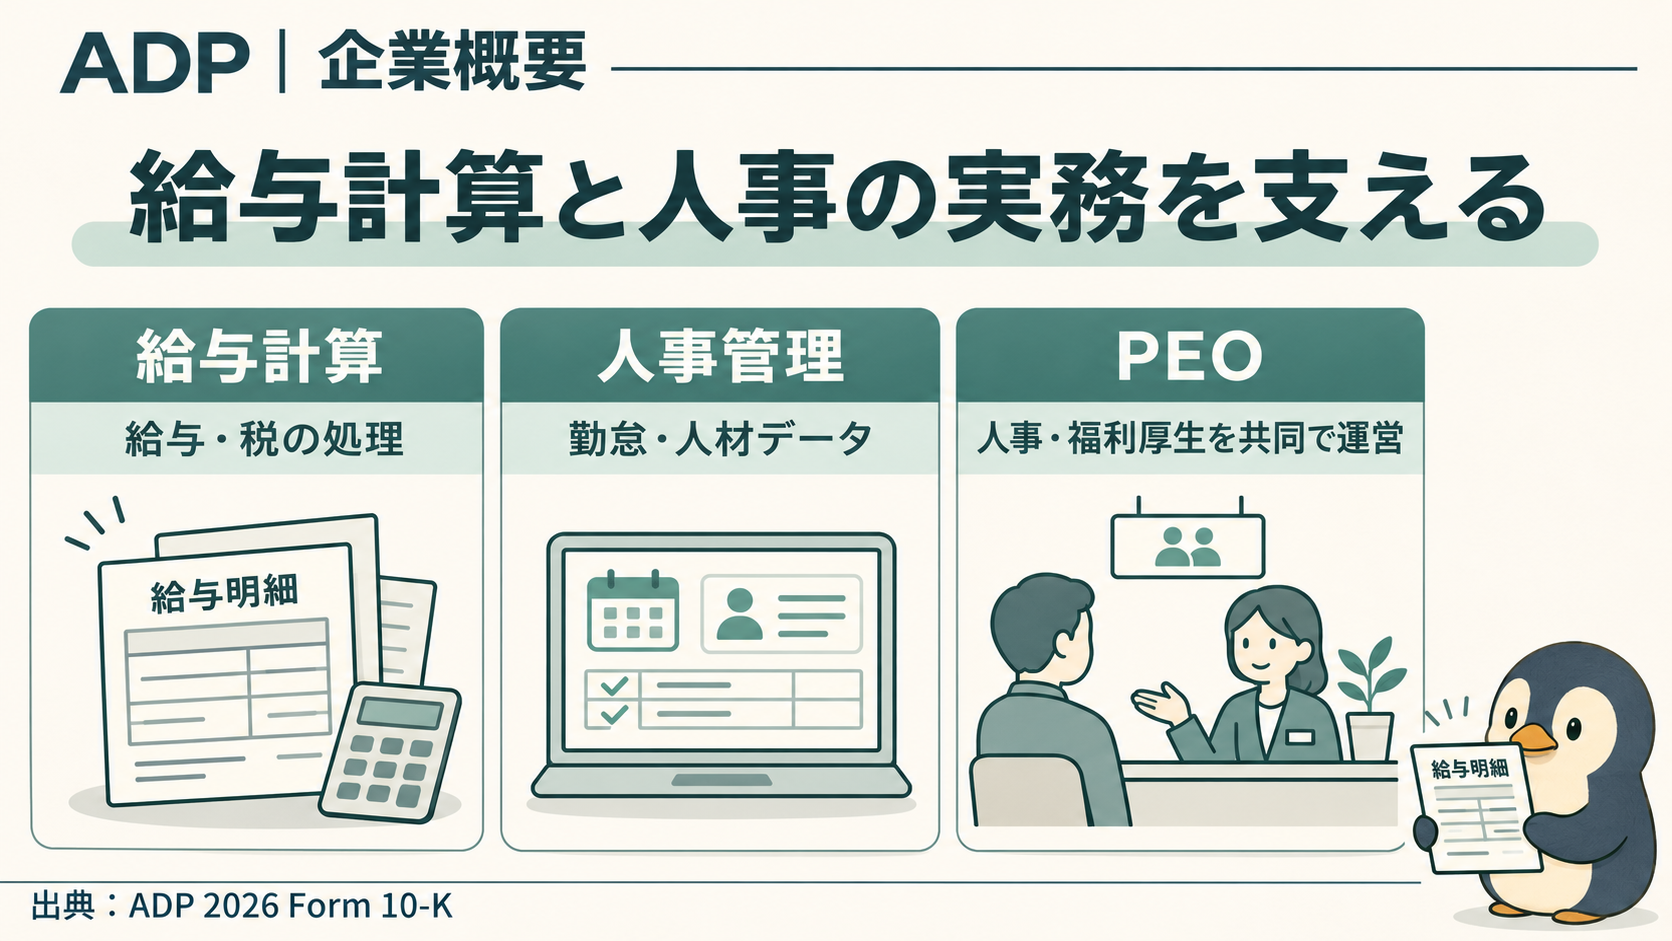 ADP | 企業概要
給与計算と人事の実務を支える
給与計算
給与・税の処理
給与明細
人事管理
勤怠・人材データ
PEO
人事・福利厚生を共同で運営
給与明細
出典：ADP 2026 Form 10-K